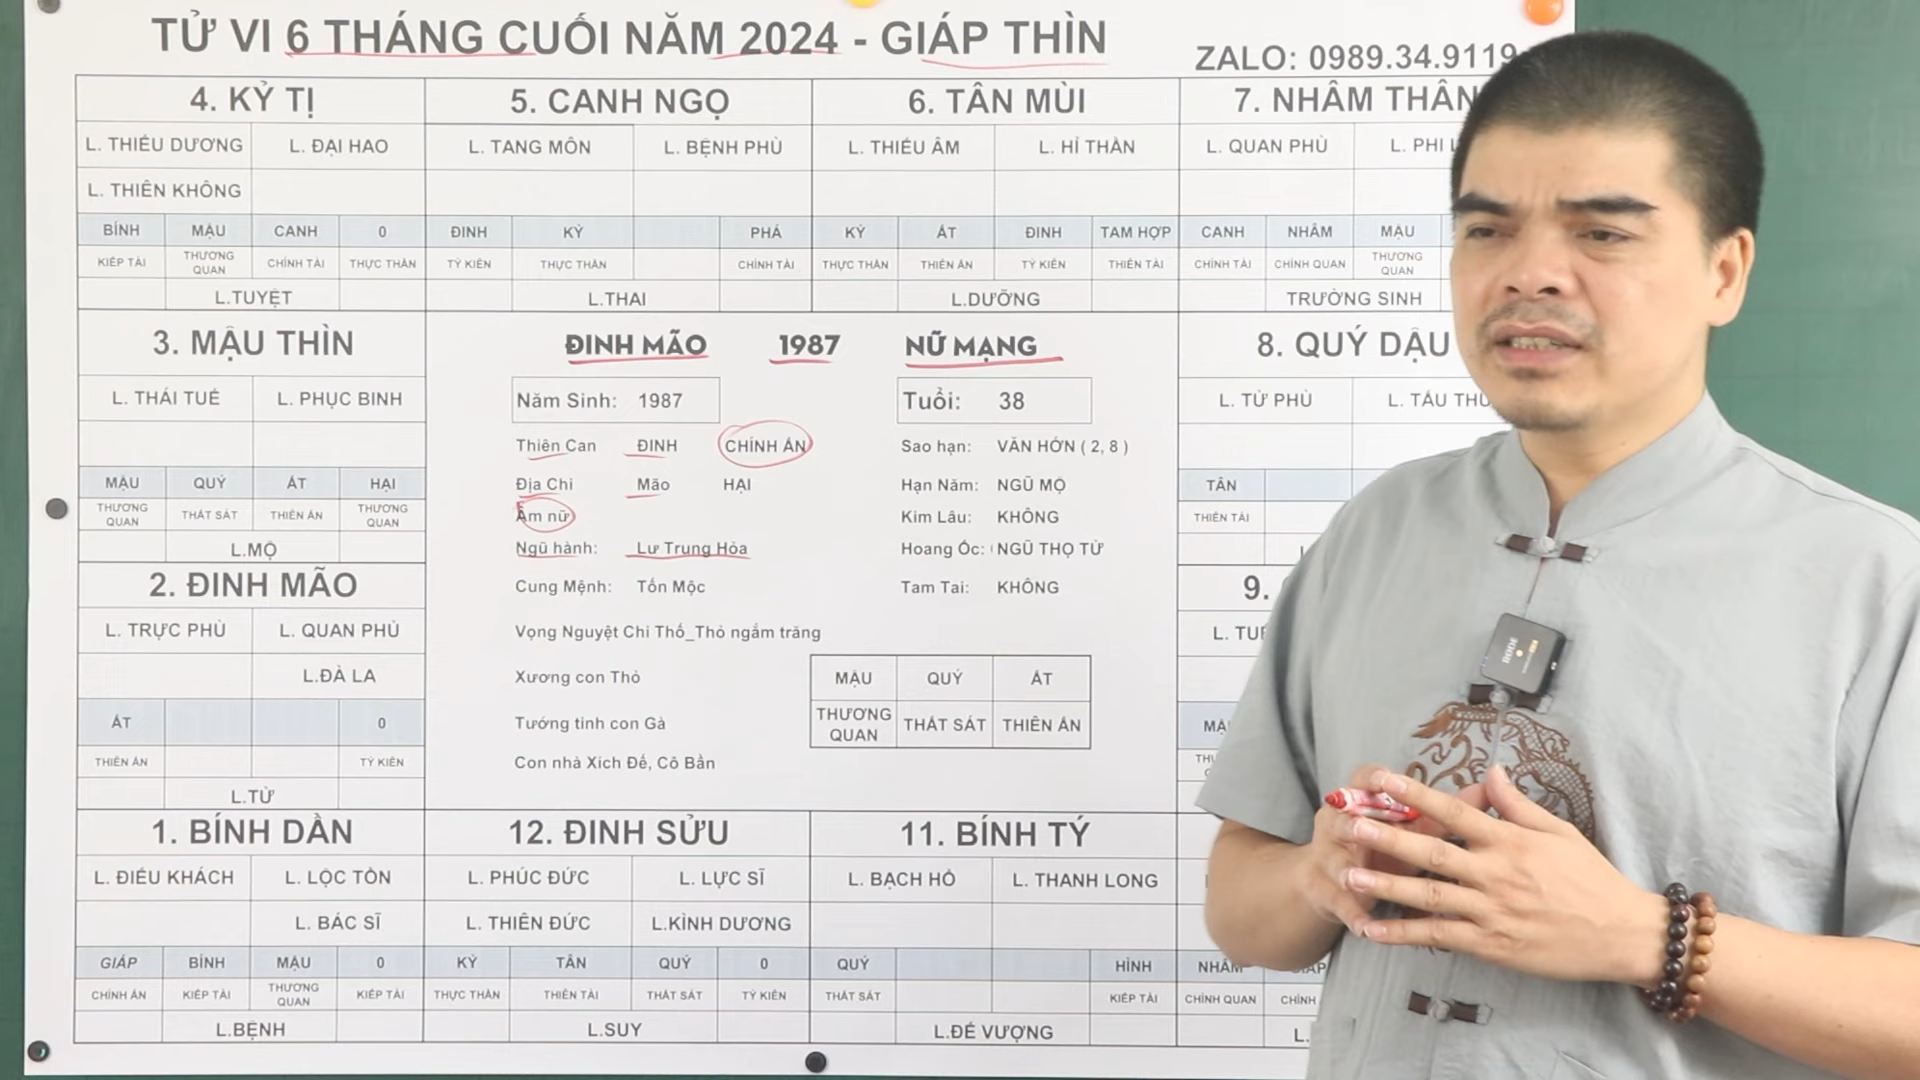 TỬ VI 6 THÁNG CUỐI NĂM 2024 - GIÁP THÌN
ZALO: 0989.34.9119
4. KỶ TỊ
L. THIẾU DƯƠNG L. ĐẠI HAO
L. THIÊN KHÔNG
BÍNH MẬU CANH 0
KIẾP TÀI THƯƠNG QUAN CHÍNH TÀI THỰC THẦN
L.TUYỆT
5. CANH NGỌ
L. TANG MÔN L. BỆNH PHÙ
ĐINH KỶ PHÁ
TỶ KIÊN THỰC THẦN CHÍNH TÀI
L.THAI
6. TÂN MÙI
L. THIẾU ÂM L. HỈ THẦN
KỶ ẤT ĐINH TAM HỢP
THỰC THẦN THIÊN ẤN TỶ KIÊN THIÊN TÀI
L.DƯỠNG
7. NHÂM THÂN
L. QUAN PHÙ L. PHI
CANH NHÂM MẬU
CHÍNH TÀI CHÍNH QUAN THƯƠNG QUAN
TRƯỜNG SINH
3. MẬU THÌN
L. THÁI TUẾ L. PHỤC BINH
MẬU QUÝ ẤT HẠI
THƯƠNG QUAN THẤT SÁT THIÊN ẤN THƯƠNG QUAN
L.MỘ
ĐINH MÃO 1987 NỮ MẠNG
Năm Sinh: 1987 Tuổi: 38
Thiên Can ĐINH CHÍNH ẤN Sao hạn: VĂN HỚN ( 2, 8 )
Địa Chi Mão HẠI Hạn Năm: NGŨ MỘ
Âm nữ Kim Lâu: KHÔNG
Ngũ hành: Lư Trung Hỏa Hoang Ốc: NGŨ THỌ TỬ
Cung Mệnh: Tốn Mộc Tam Tai: KHÔNG
Vọng Nguyệt Chi Thố_Thỏ ngắm trăng
Xương con Thỏ
Tướng tinh con Gà
Con nhà Xích Đế, Cô Bần
MẬU QUÝ ẤT
THƯƠNG QUAN THẤT SÁT THIÊN ẤN
8. QUÝ DẬU
L. TỬ PHÙ L. TẤU THƯ
TÂN
THIÊN TÀI
2. ĐINH MÃO
L. TRỰC PHÙ L. QUAN PHỦ
L.ĐÀ LA
ẤT 0
THIÊN ẤN TỶ KIÊN
L.TỬ
9.
1. BÍNH DẦN
L. ĐIẾU KHÁCH L. LỘC TỒN
L. BÁC SĨ
GIÁP BÍNH MẬU 0
CHÍNH ẤN KIẾP TÀI THƯƠNG QUAN KIẾP TÀI
L.BỆNH
12. ĐINH SỬU
L. PHÚC ĐỨC L. LỰC SĨ
L. THIÊN ĐỨC L.KÌNH DƯƠNG
KỶ TÂN QUÝ 0
THỰC THẦN THIÊN TÀI THẤT SÁT TỶ KIÊN
L.SUY
11. BÍNH TÝ
L. BẠCH HỔ L. THANH LONG
QUÝ HÌNH
THẤT SÁT KIẾP TÀI
L.ĐẾ VƯỢNG
NHÂM
CHÍNH QUAN CHÍNH
L.
RODE